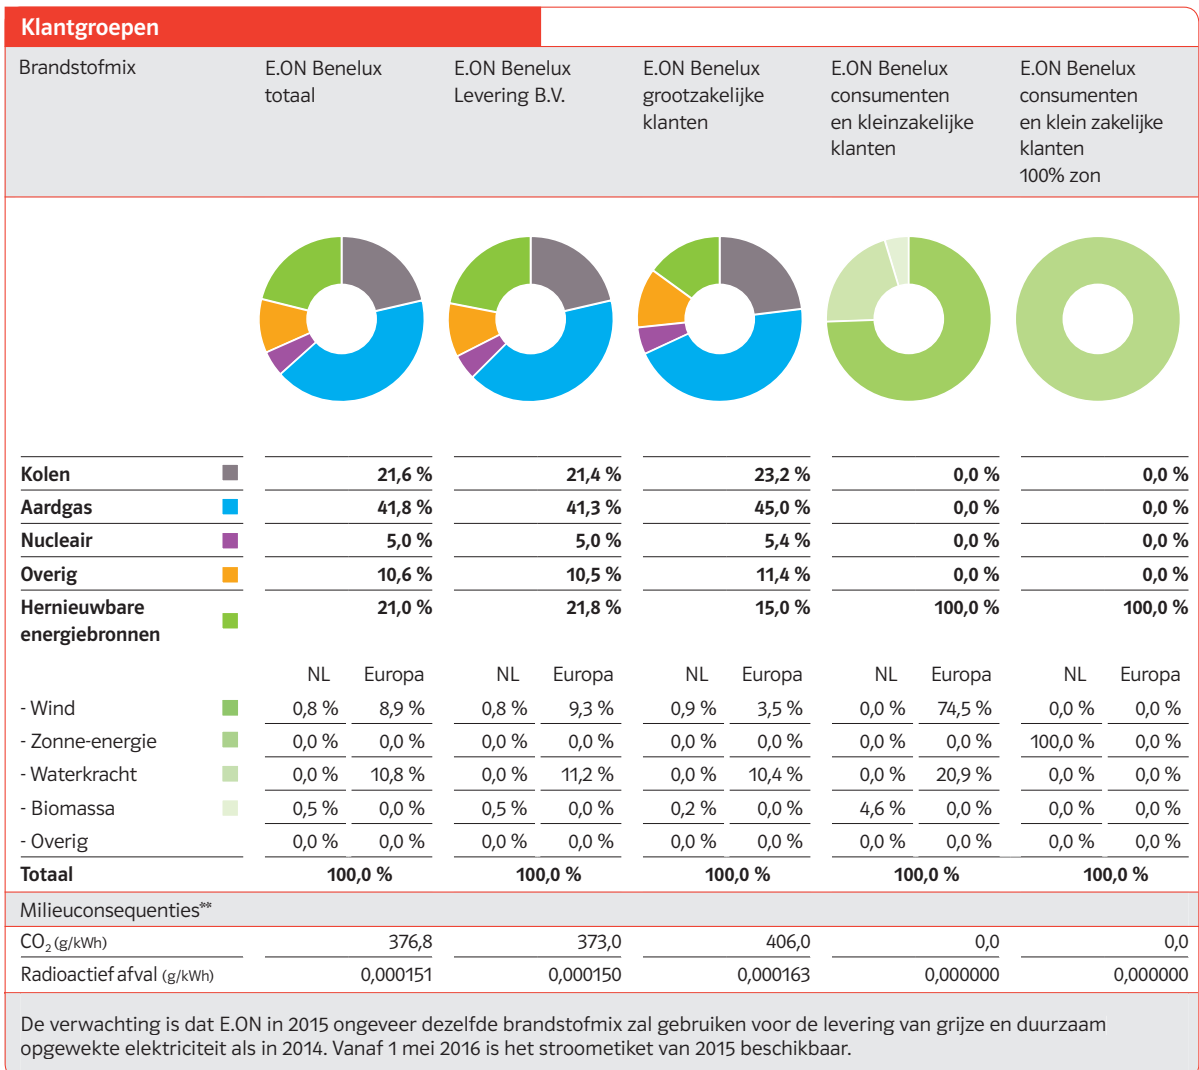 Klantgroepen
Brandstofmix
E.ON Benelux
totaal
E.ON Benelux
Levering B.V.
E.ON Benelux
grootzakelijke
klanten
E.ON Benelux
consumenten
en kleinzakelijke
klanten
E.ON Benelux
consumenten
en klein zakelijke
klanten
100% zon
Kolen 21,6 % 21,4 % 23,2 % 0,0 % 0,0 %
Aardgas 41,8 % 41,3 % 45,0 % 0,0 % 0,0 %
Nucleair 5,0 % 5,0 % 5,4 % 0,0 % 0,0 %
Overig 10,6 % 10,5 % 11,4 % 0,0 % 0,0 %
Hernieuwbare 21,0 % 21,8 % 15,0 % 100,0 % 100,0 %
energiebronnen
NL Europa NL Europa NL Europa NL Europa NL Europa
- Wind 0,8 % 8,9 % 0,8 % 9,3 % 0,9 % 3,5 % 0,0 % 74,5 % 0,0 % 0,0 %
- Zonne-energie 0,0 % 0,0 % 0,0 % 0,0 % 0,0 % 0,0 % 0,0 % 0,0 % 100,0 % 0,0 %
- Waterkracht 0,0 % 10,8 % 0,0 % 11,2 % 0,0 % 10,4 % 0,0 % 20,9 % 0,0 % 0,0 %
- Biomassa 0,5 % 0,0 % 0,5 % 0,0 % 0,2 % 0,0 % 4,6 % 0,0 % 0,0 % 0,0 %
- Overig 0,0 % 0,0 % 0,0 % 0,0 % 0,0 % 0,0 % 0,0 % 0,0 % 0,0 % 0,0 %
Totaal 100,0 % 100,0 % 100,0 % 100,0 % 100,0 %
Milieuconsequenties**
CO₂ (g/kWh) 376,8 373,0 406,0 0,0 0,0
Radioactief afval (g/kWh) 0,000151 0,000150 0,000163 0,000000 0,000000
De verwachting is dat E.ON in 2015 ongeveer dezelfde brandstofmix zal gebruiken voor de levering van grijze en duurzaam
opgewekte elektriciteit als in 2014. Vanaf 1 mei 2016 is het stroometiket van 2015 beschikbaar.